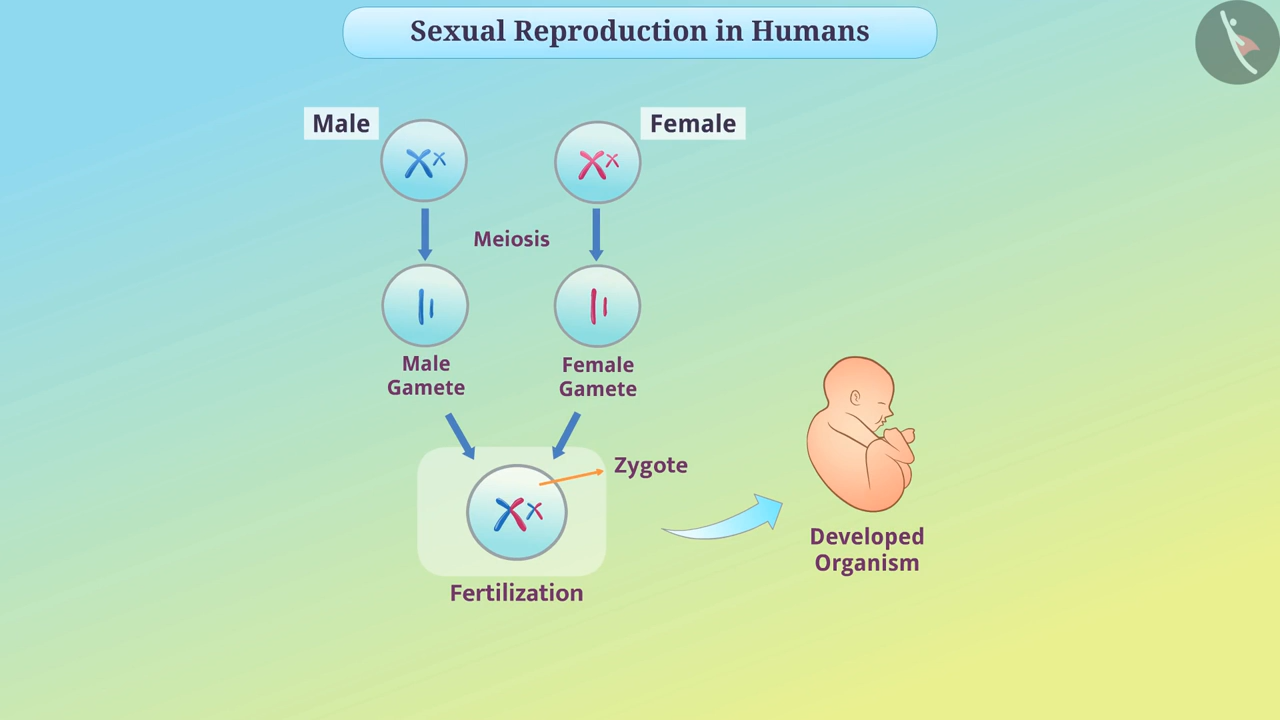 Sexual Reproduction in Humans
Male
Female
Meiosis
Male
Gamete
Female
Gamete
Zygote
Fertilization
Developed
Organism